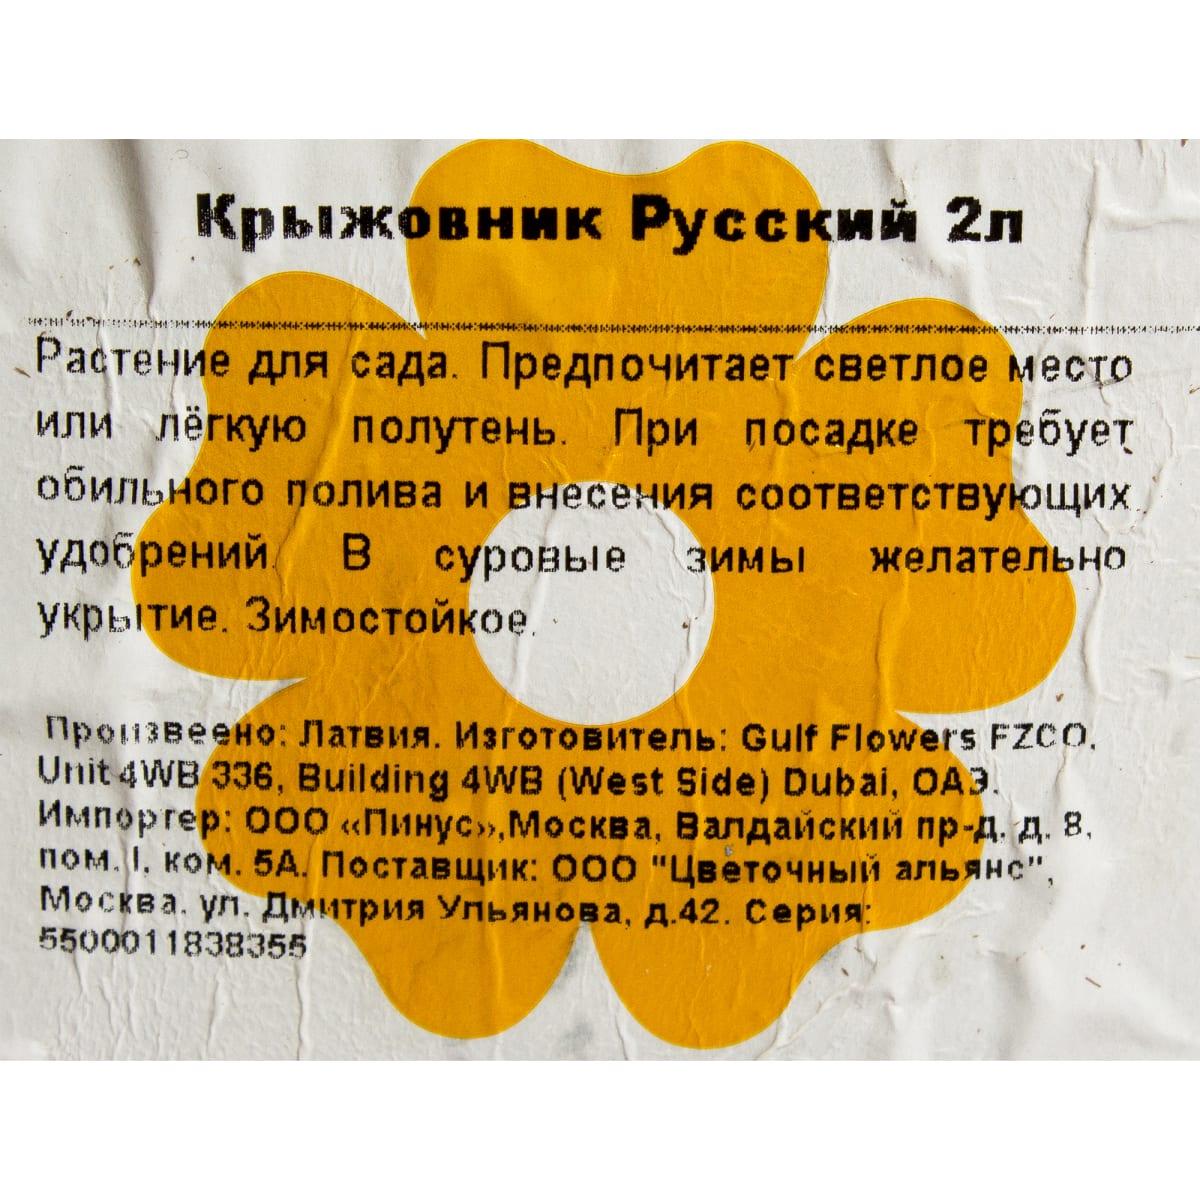 Крыжовник Русский 2л
Растение для сада. Предпочитает светлое место
или лёгкую полутень. При посадке требует
обильного полива и внесения соответствующих
удобрений. В суровые зимы желательно
укрытие. Зимостойкое.
Произвеено: Латвия. Изготовитель: Gulf Flowers FZCO.
Unit 4WB 336, Building 4WB (West Side) Dubai, ОАЭ.
Импортер: ООО «Пинус», Москва, Валдайский пр-д. д. 8,
пом. I. ком. 5А. Поставщик: ООО "Цветочный альянс",
Москва. ул. Дмитрия Ульянова, д.42. Серия:
5500011838355